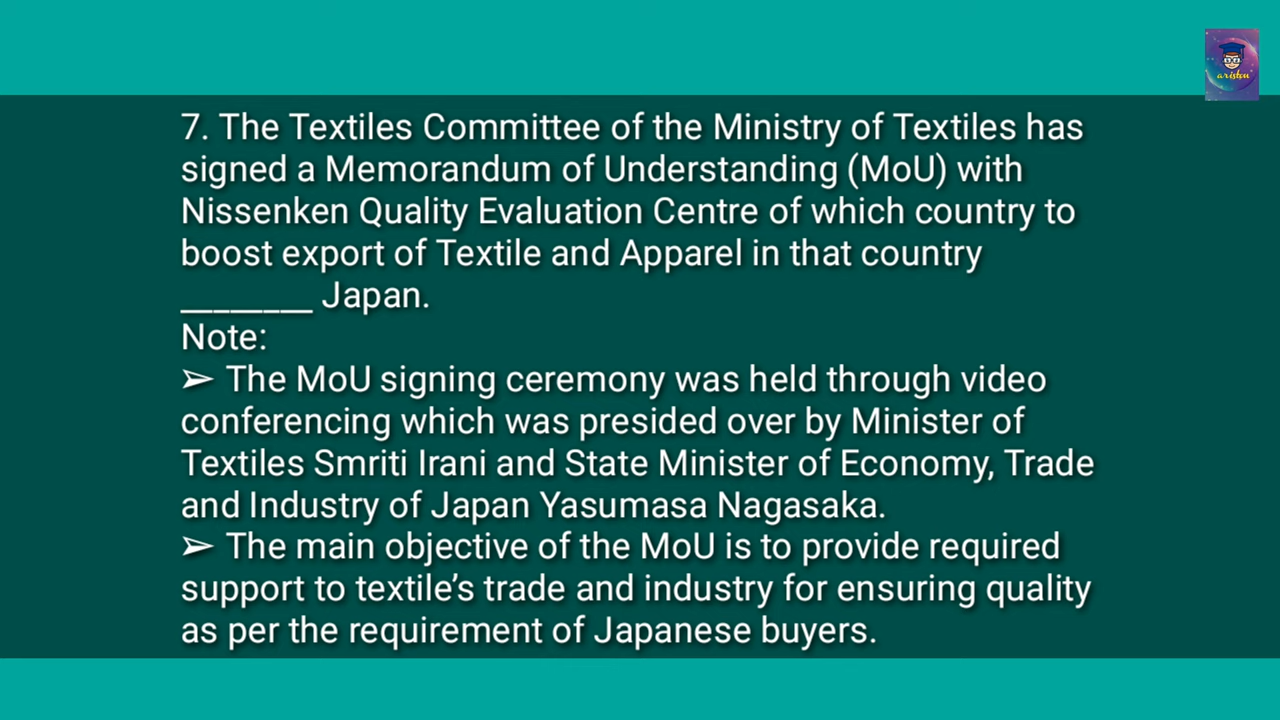 ariston
7. The Textiles Committee of the Ministry of Textiles has
signed a Memorandum of Understanding (MoU) with
Nissenken Quality Evaluation Centre of which country to
boost export of Textile and Apparel in that country
________ Japan.
Note:
➢ The MoU signing ceremony was held through video
conferencing which was presided over by Minister of
Textiles Smriti Irani and State Minister of Economy, Trade
and Industry of Japan Yasumasa Nagasaka.
➢ The main objective of the MoU is to provide required
support to textile’s trade and industry for ensuring quality
as per the requirement of Japanese buyers.